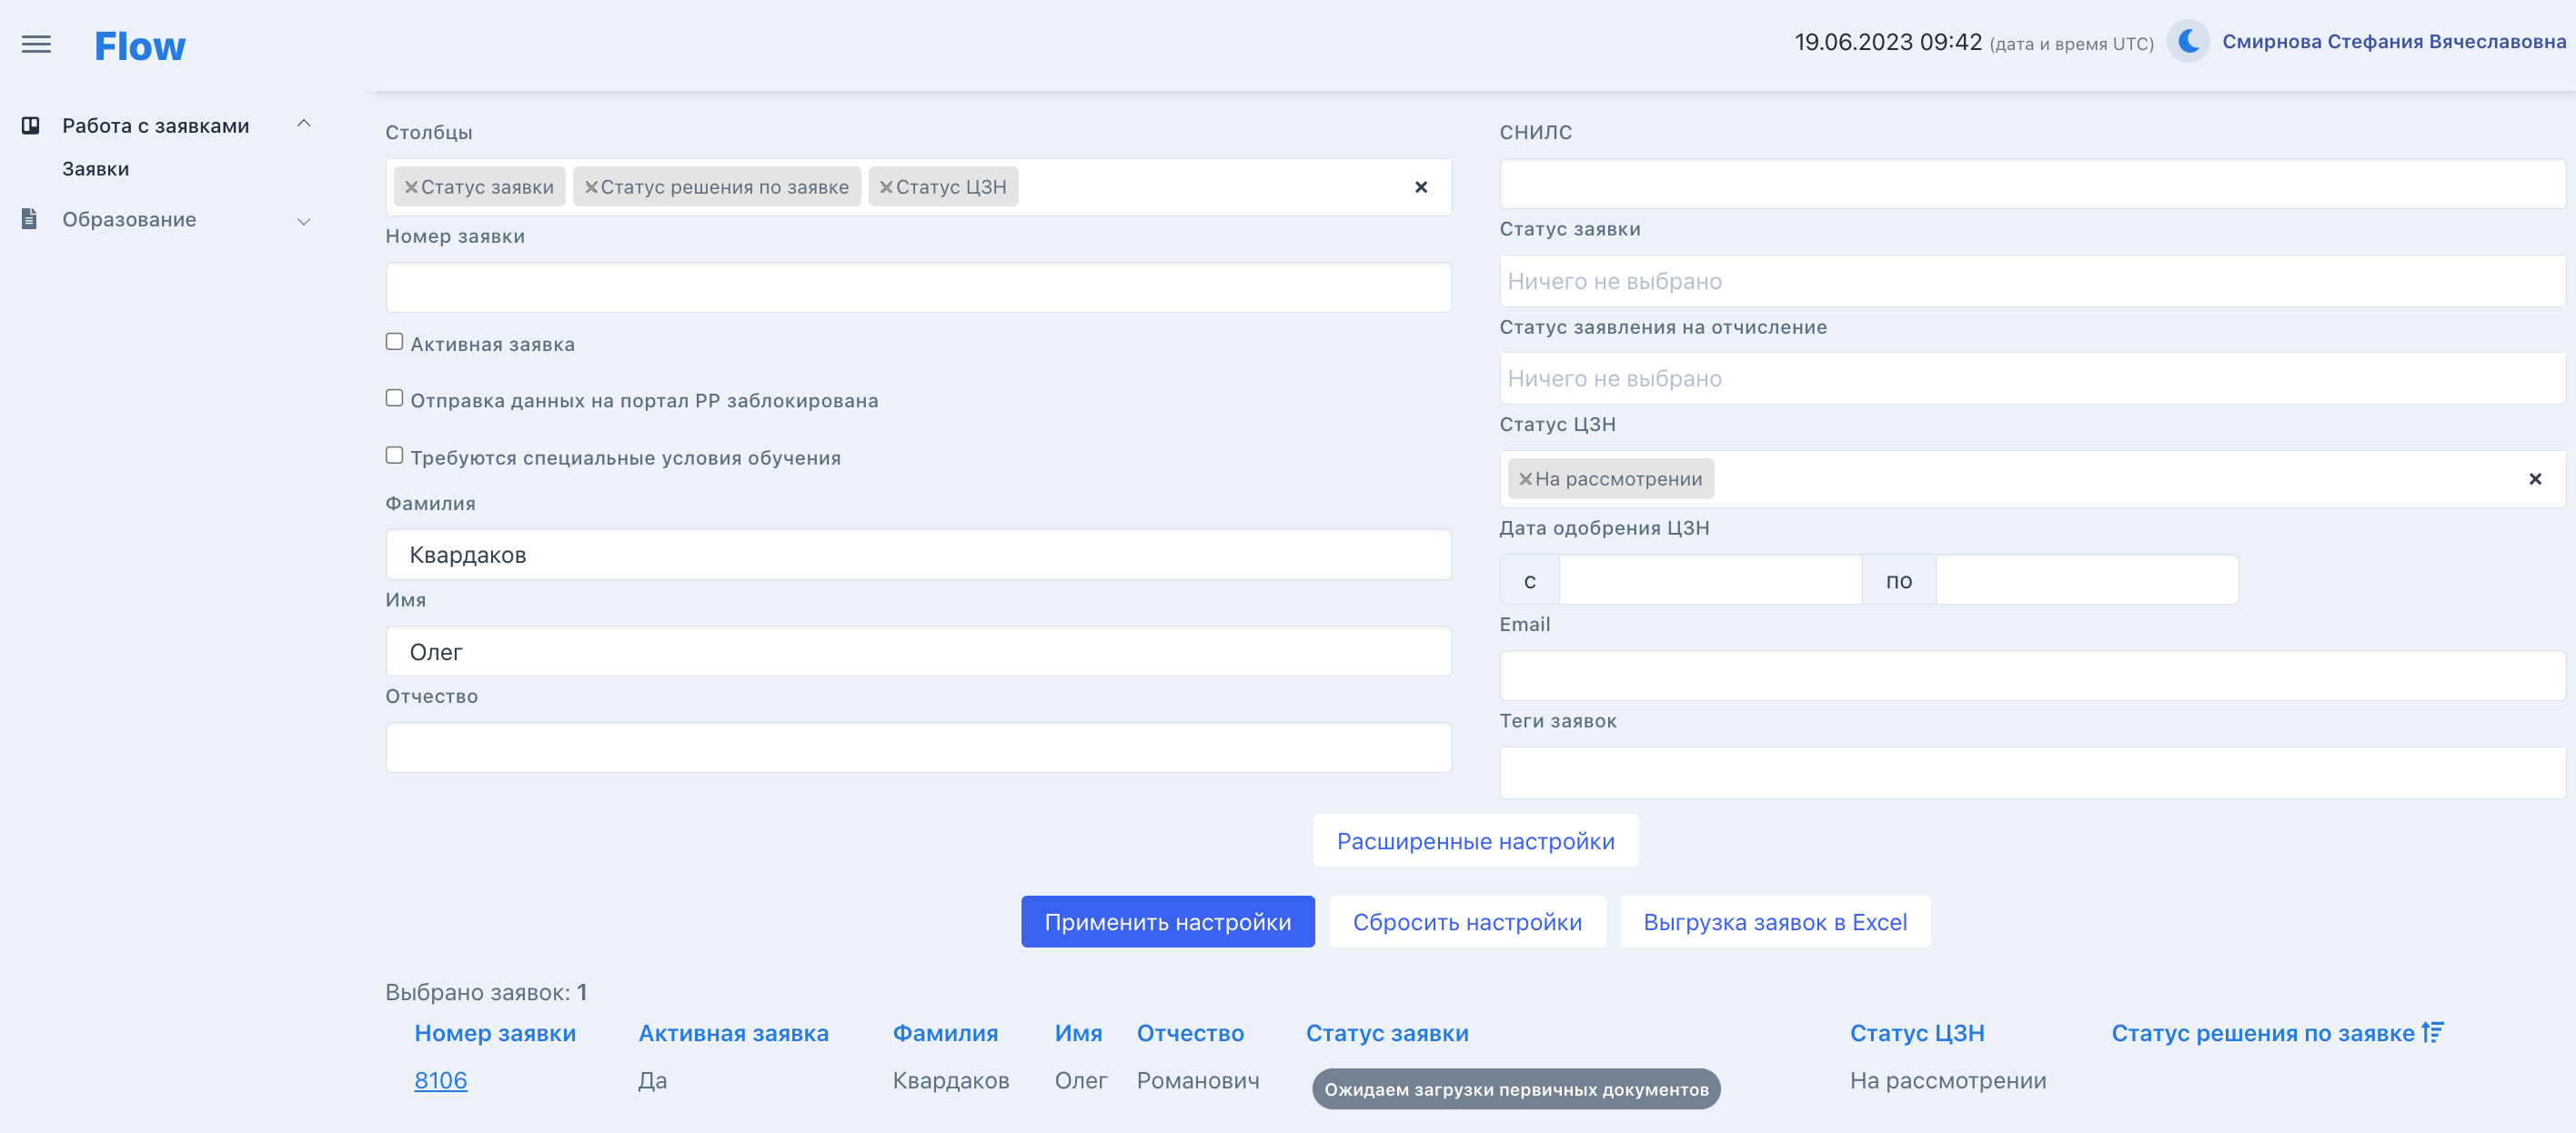 Flow
19.06.2023 09:42 (дата и время UTC)
Смирнова Стефания Вячеславовна
Работа с заявками
Заявки
Образование
Столбцы
×Статус заявки ×Статус решения по заявке ×Статус ЦЗН ×
Номер заявки
Активная заявка
Отправка данных на портал РР заблокирована
Требуются специальные условия обучения
Фамилия
Квардаков
Имя
Олег
Отчество
СНИЛС
Статус заявки
Ничего не выбрано
Статус заявления на отчисление
Ничего не выбрано
Статус ЦЗН
×На рассмотрении ×
Дата одобрения ЦЗН
с по
Email
Теги заявок
Расширенные настройки
Применить настройки Сбросить настройки Выгрузка заявок в Excel
Выбрано заявок: 1
Номер заявки Активная заявка Фамилия Имя Отчество Статус заявки Статус ЦЗН Статус решения по заявке
8106 Да Квардаков Олег Романович Ожидаем загрузки первичных документов На рассмотрении